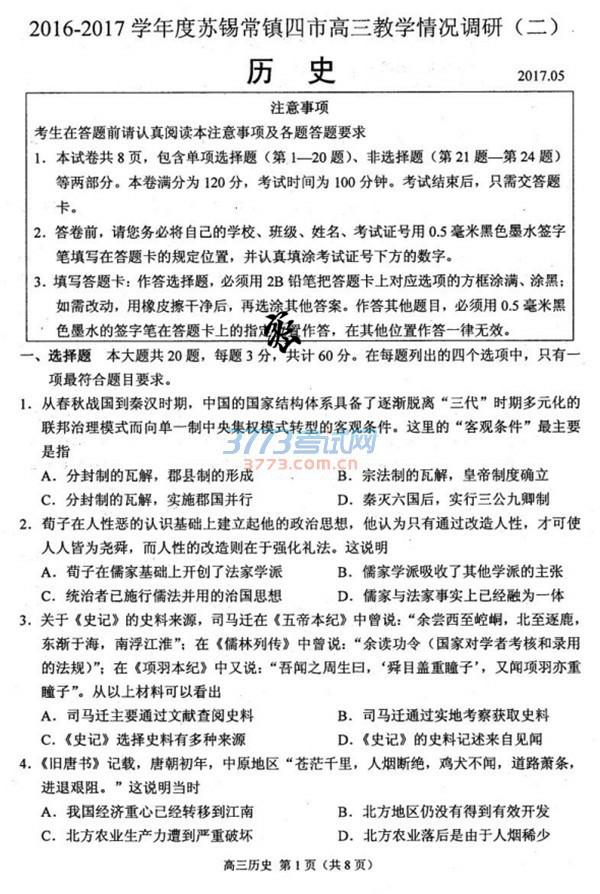 2016-2017 学年度苏锡常镇四市高三教学情况调研（二）
历 史
2017.05
注意事项
考生在答题前请认真阅读本注意事项及各题答题要求
1．本试卷共 8 页，包含单项选择题（第 1—20 题）、非选择题（第 21 题—第 24 题）
等两部分。本卷满分为 120 分，考试时间为 100 分钟。考试结束后，只需交答题
卡。
2．答卷前，请您务必将自己的学校、班级、姓名、考试证号用 0.5 毫米黑色墨水签字
笔填写在答题卡的规定位置，并认真填涂考试证号下方的数字。
3．填写答题卡：作答选择题，必须用 2B 铅笔把答题卡上对应选项的方框涂满、涂黑；
如需改动，用橡皮擦干净后，再选涂其他答案。作答其他题目，必须用 0.5 毫米黑
色墨水的签字笔在答题卡上的指定 置作答，在其他位置作答一律无效。
一、选择题 本大题共 20 题，每题 3 分，共计 60 分。在每题列出的四个选项中，只有一
项最符合题目要求。
1．从春秋战国到秦汉时期，中国的国家结构体系具备了逐渐脱离“三代”时期多元化的
联邦治理模式而向单一制中央集权模式转型的客观条件。这里的“客观条件”最主要
是指
3773考试网
3773.com.cn
A．分封制的瓦解，郡县制的形成 B．宗法制的瓦解，皇帝制度确立
C．分封制的瓦解，实施郡国并行 D．秦灭六国后，实行三公九卿制
2．荀子在人性恶的认识基础上建立起他的政治思想，他认为只有通过改造人性，才可使
人人皆为尧舜，而人性的改造则在于强化礼法。这说明
A．荀子在儒家基础上开创了法家学派 B．儒家学派吸收了其他学派的主张
C．统治者已施行儒法并用的治国思想 D．儒家与法家事实上已经融为一体
3．关于《史记》的史料来源，司马迁在《五帝本纪》中曾说：“余尝西至崆峒，北至逐鹿，
东渐于海，南浮江淮”；在《儒林列传》中曾说：“余读功令（国家对学者考核和录用
的法规）”；在《项羽本纪》中又说：“吾闻之周生曰，‘舜目盖重瞳子’，又闻项羽亦重
瞳子”。从以上材料可以看出
A．司马迁主要通过文献查阅史料 B．司马迁通过实地考察获取史料
C．《史记》选择史料有多种来源 D．《史记》的史料记述来自见闻
4．《旧唐书》记载，唐朝初年，中原地区“苍茫千里，人烟断绝，鸡犬不闻，道路萧条，
进退艰阻。”这说明当时
A．我国经济重心已经转移到江南 B．北方地区仍没有得到有效开发
C．北方农业生产力遭到严重破坏 D．北方农业落后是由于人烟稀少
高三历史 第 1 页（共 8 页）